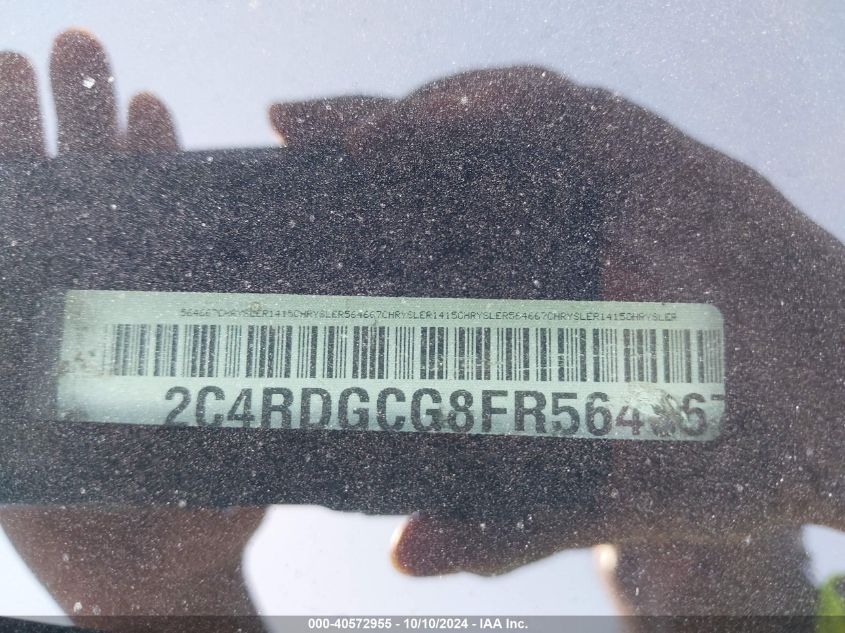 564667CHRYSLER1415CHRYSLER564667CHRYSLER1415CHRYSLER564667CHRYSLER1415CHRYSLER
2C4RDGCG8FR564667
000-40572955 | 10/10/2024 - IAA Inc.